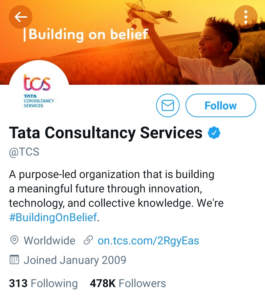 |Building on belief
tcs
TATA
CONSULTANCY
SERVICES
Follow
Tata Consultancy Services
@TCS
A purpose-led organization that is building
a meaningful future through innovation,
technology, and collective knowledge. We're
#BuildingOnBelief.
Worldwide on.tcs.com/2RgyEas
Joined January 2009
313 Following 478K Followers